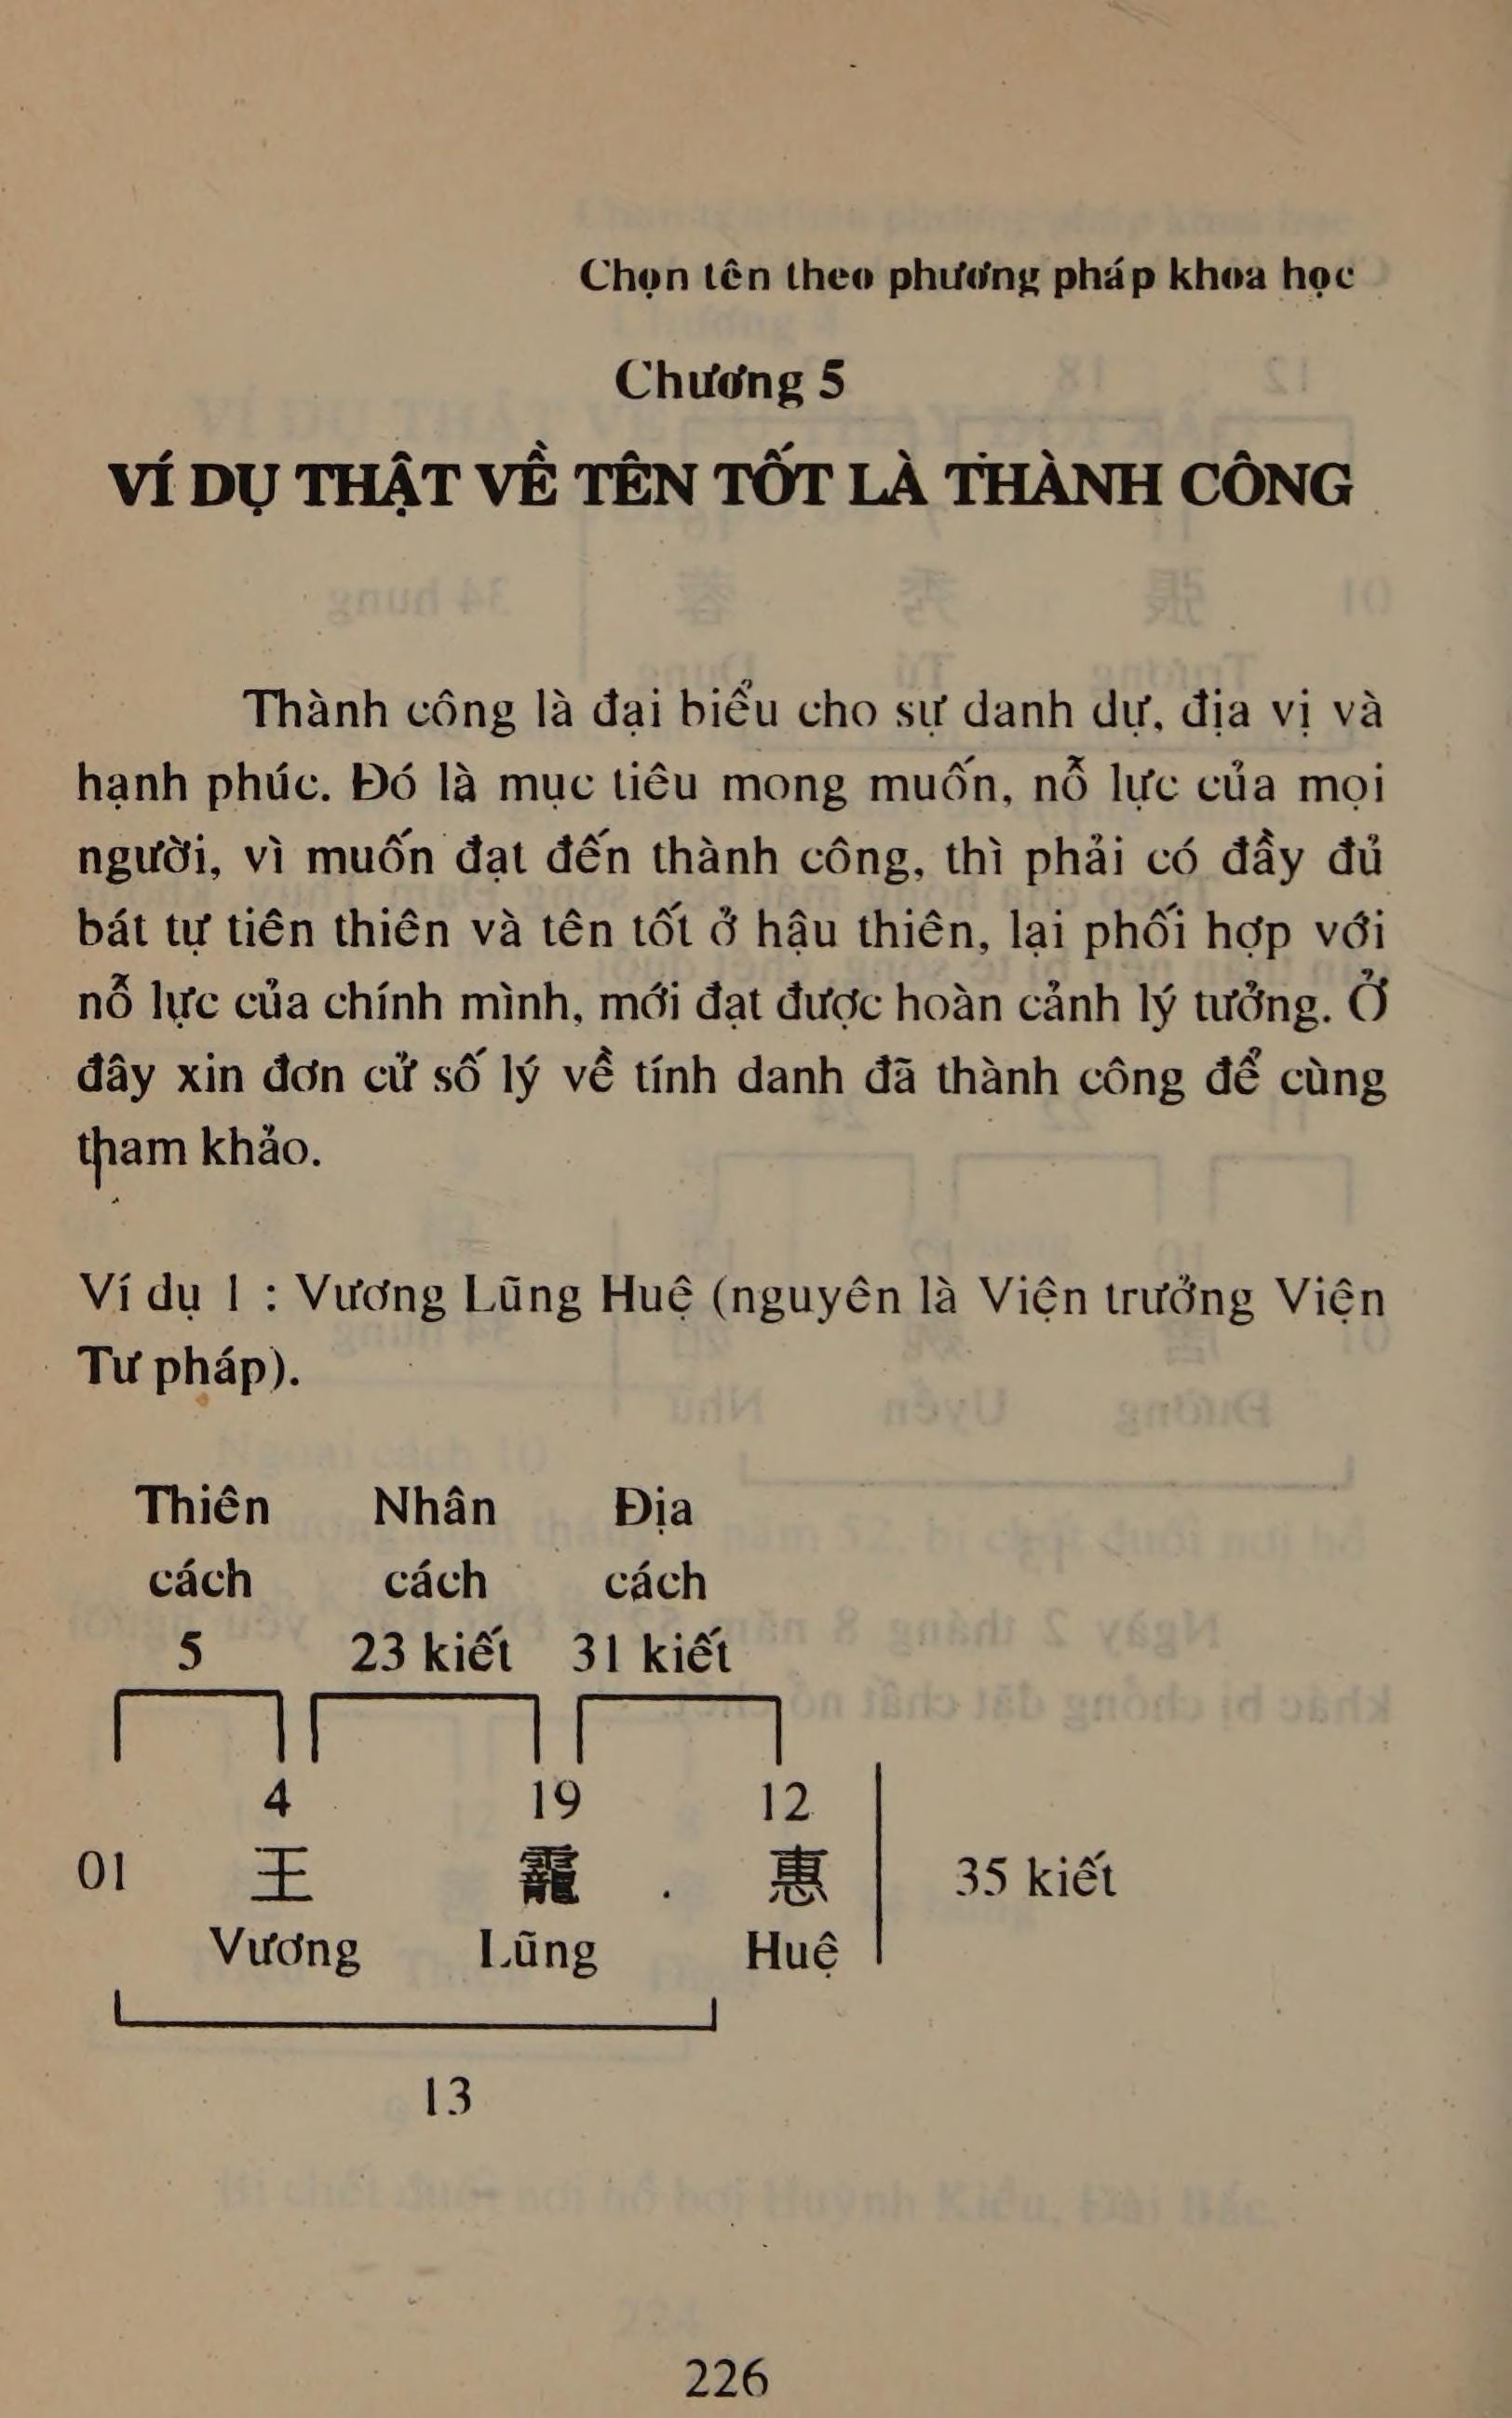 Chọn tên theo phương pháp khoa học
Chương 5
VÍ DỤ THẬT VỀ TÊN TỐT LÀ THÀNH CÔNG
Thành công là đại biểu cho sự danh dự, địa vị và
hạnh phúc. Đó là mục tiêu mong muốn, nỗ lực của mọi
người, vì muốn đạt đến thành công, thì phải có đầy đủ
bát tự tiên thiên và tên tốt ở hậu thiên, lại phối hợp với
nỗ lực của chính mình, mới đạt được hoàn cảnh lý tưởng. Ở
đây xin đơn cử số lý về tính danh đã thành công để cùng
tham khảo.
Ví dụ 1 : Vương Lũng Huệ (nguyên là Viện trưởng Viện
Tư pháp).
Thiên Nhân Địa
cách cách cách
5 23 kiết 31 kiết
4 19 12
01 王 惠 35 kiết
Vương Lũng Huệ
13
226